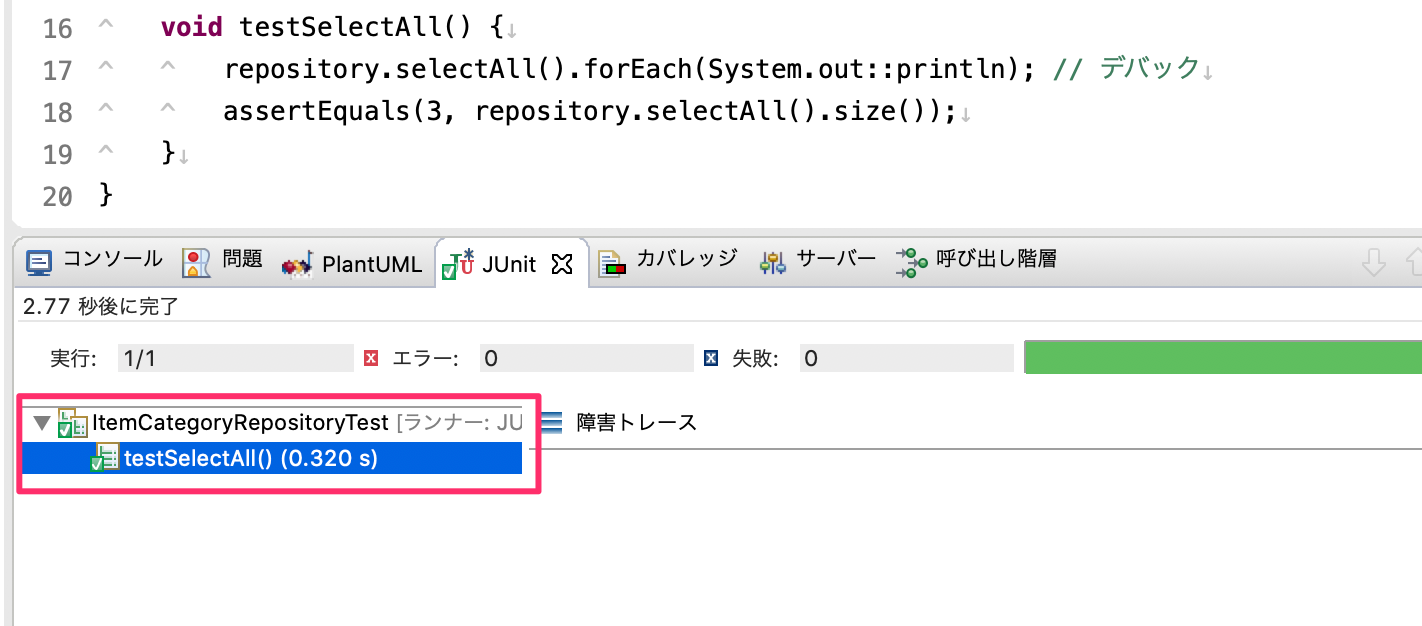 16 void testSelectAll() {↓
17 repository.selectAll().forEach(System.out::println); // デバック↓
18 assertEquals(3, repository.selectAll().size());↓
19 }↓
20 }
コンソール 問題 PlantUML JUnit カバレッジ サーバー 呼び出し階層
2.77 秒後に完了
実行: 1/1 エラー: 0 失敗: 0
ItemCategoryRepositoryTest [ランナー: JU 障害トレース
testSelectAll() (0.320 s)